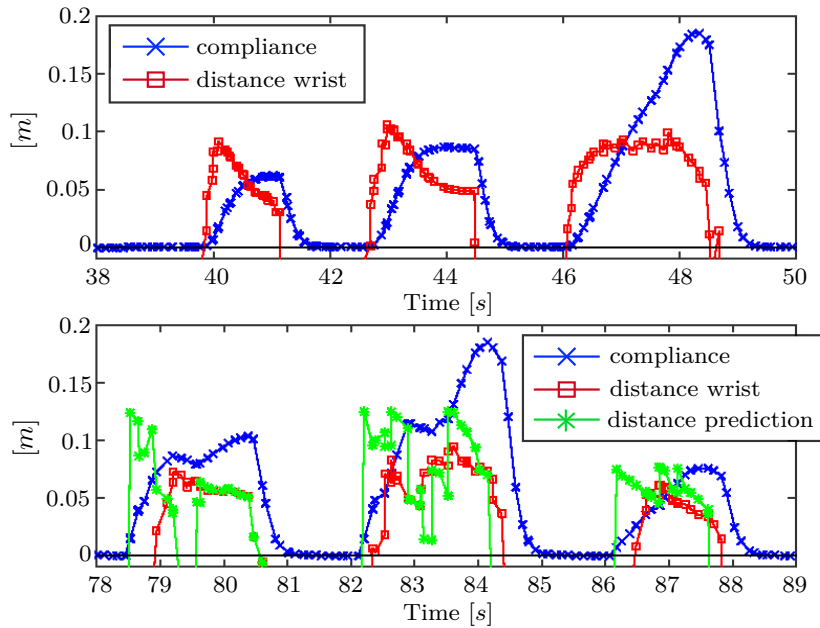 0.2
0.15
0.1
0.05
0
[m]
compliance
distance wrist
38 40 42 44 46 48 50
Time [s]
0.2
0.15
0.1
0.05
0
[m]
compliance
distance wrist
distance prediction
78 79 80 81 82 83 84 85 86 87 88 89
Time [s]